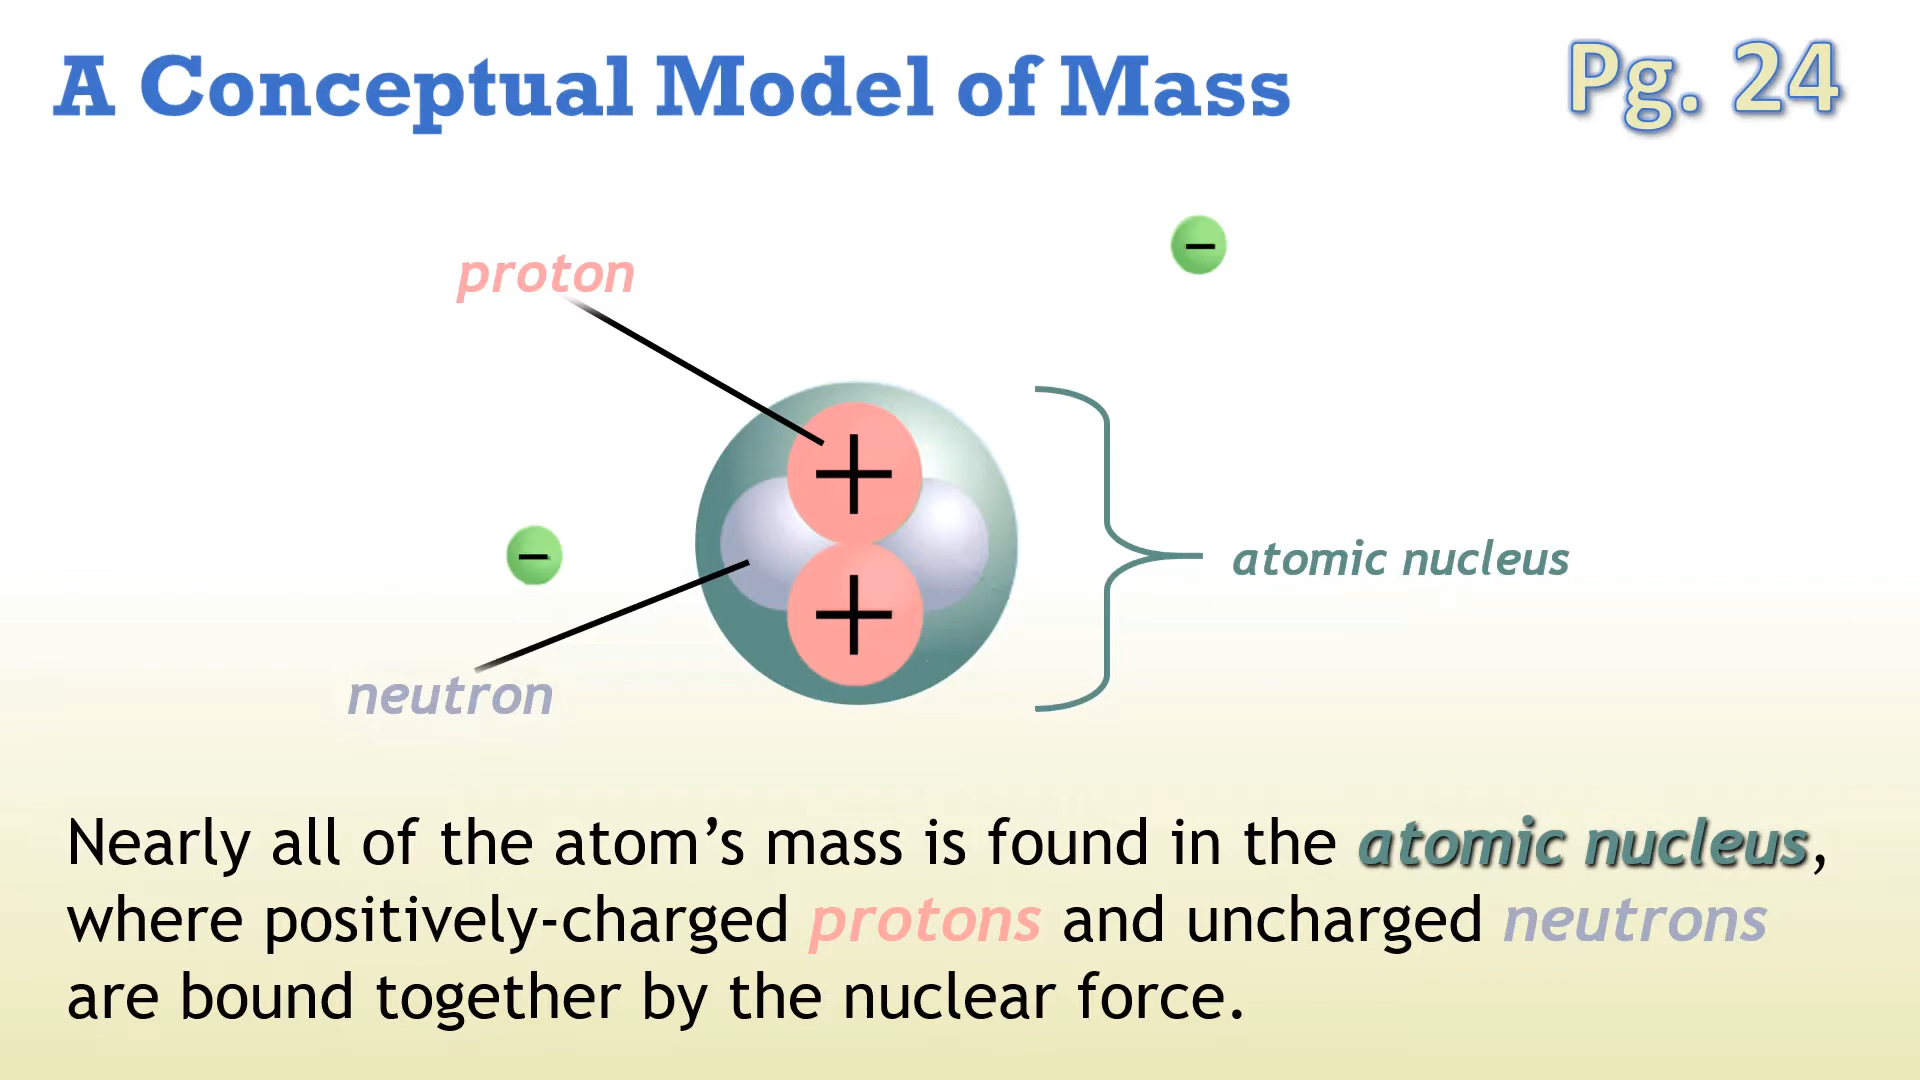 A Conceptual Model of Mass
Pg. 24
−
proton
+
−
atomic nucleus
+
neutron
Nearly all of the atom’s mass is found in the atomic nucleus,
where positively-charged protons and uncharged neutrons
are bound together by the nuclear force.